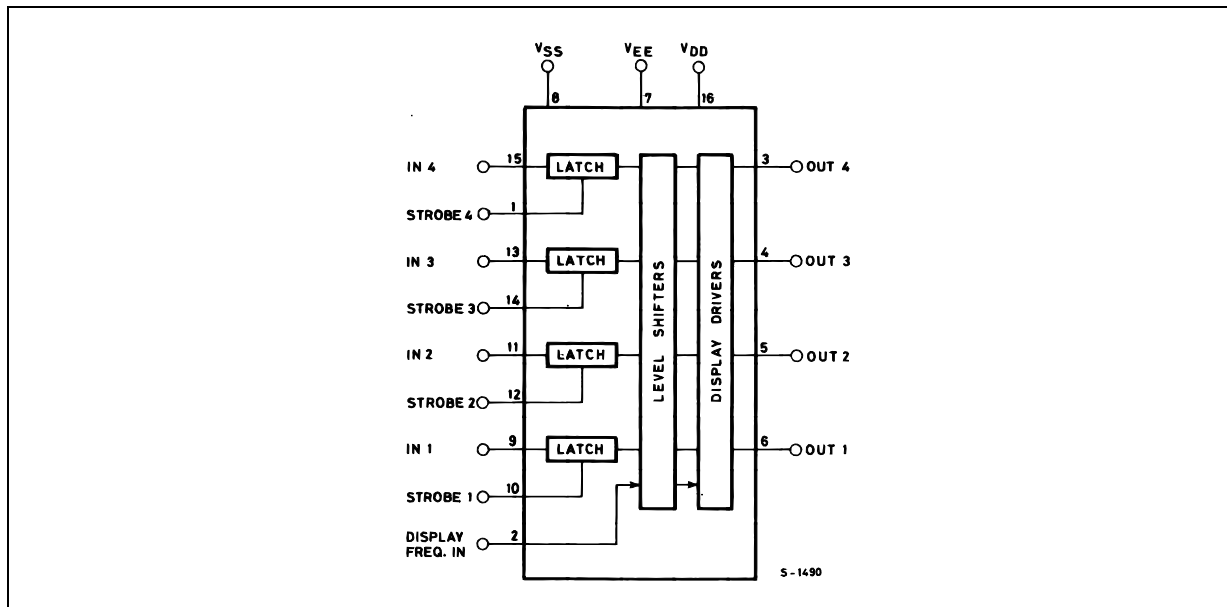 VSS VEE VDD
8 7 16
IN 4 15 LATCH 3 OUT 4
STROBE 4 1
IN 3 13 LATCH 4 OUT 3
STROBE 3 14
IN 2 11 LATCH 5 OUT 2
STROBE 2 12
IN 1 9 LATCH 6 OUT 1
STROBE 1 10
LEVEL SHIFTERS
DISPLAY DRIVERS
DISPLAY 2
FREQ. IN
S-1490